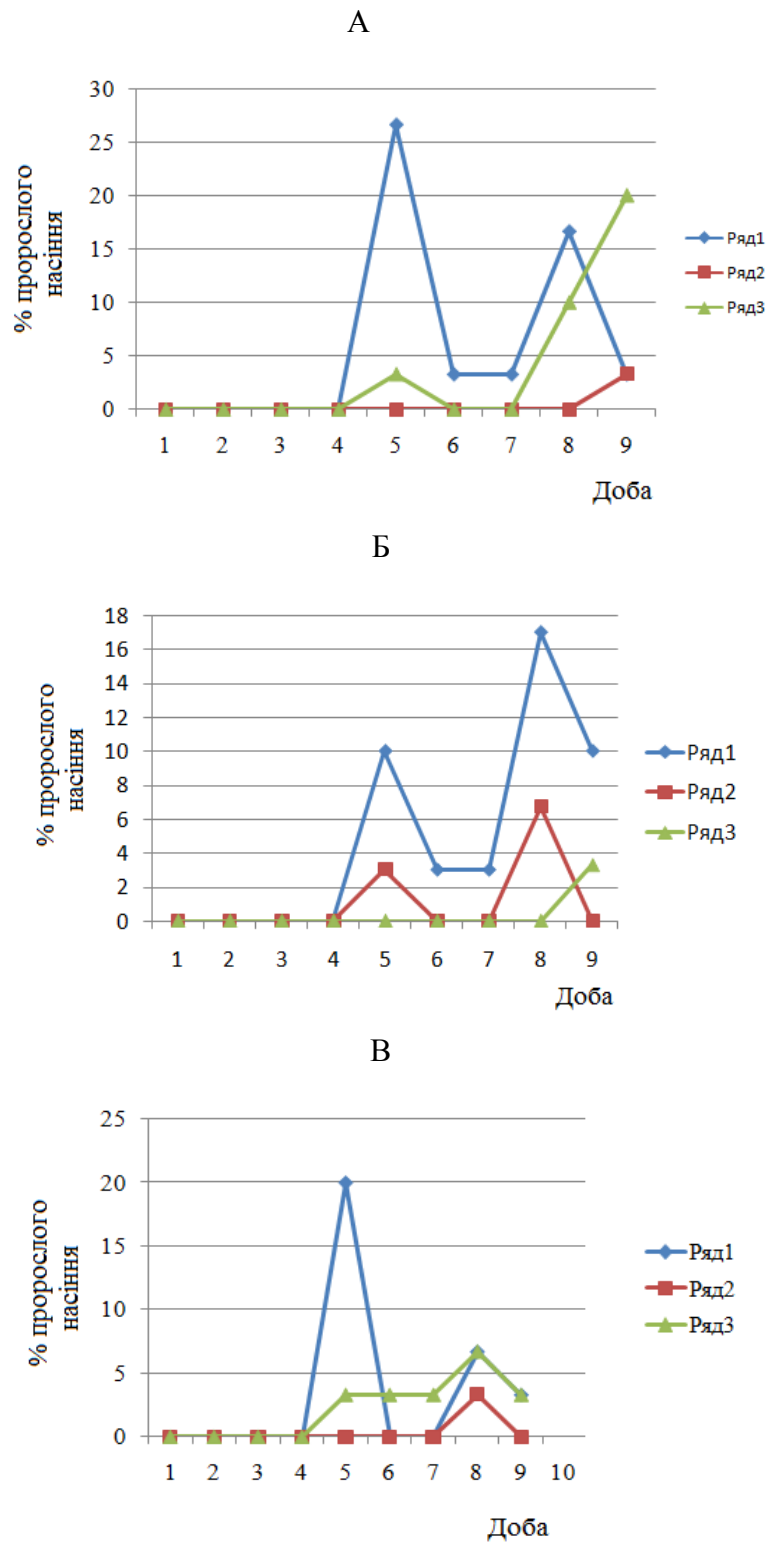 А
% пророслого
насіння
30
25
20
15
10
5
0
1 2 3 4 5 6 7 8 9
Доба
Ряд1
Ряд2
Ряд3
Б
% пророслого
насіння
18
16
14
12
10
8
6
4
2
0
1 2 3 4 5 6 7 8 9
Доба
Ряд1
Ряд2
Ряд3
В
% пророслого
насіння
25
20
15
10
5
0
1 2 3 4 5 6 7 8 9 10
Доба
Ряд1
Ряд2
Ряд3